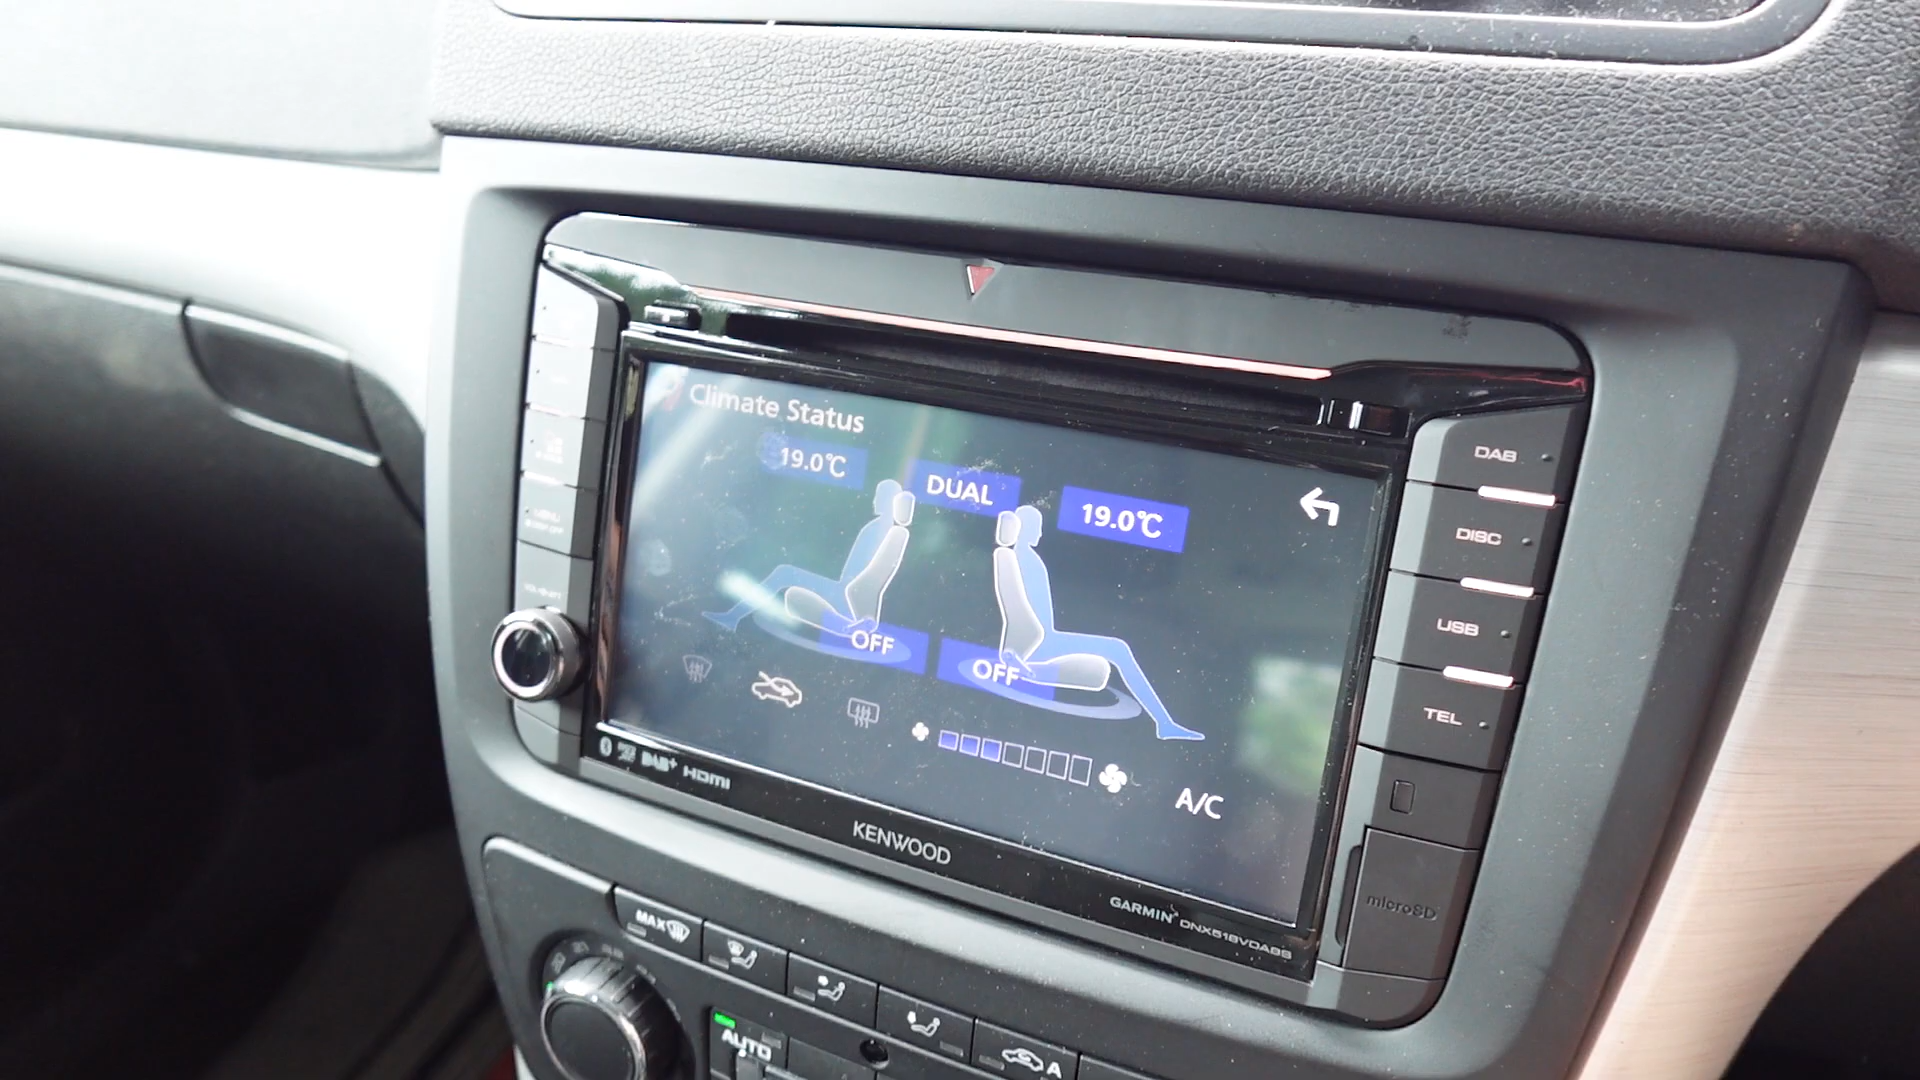 Climate Status
19.0℃
DUAL
19.0℃
OFF
OFF
A/C
DAB
DISC
USB
TEL
MENU
DAB+ HDMI
KENWOOD
GARMIN DNX518VDABS
microSD
MAX
AUTO
A